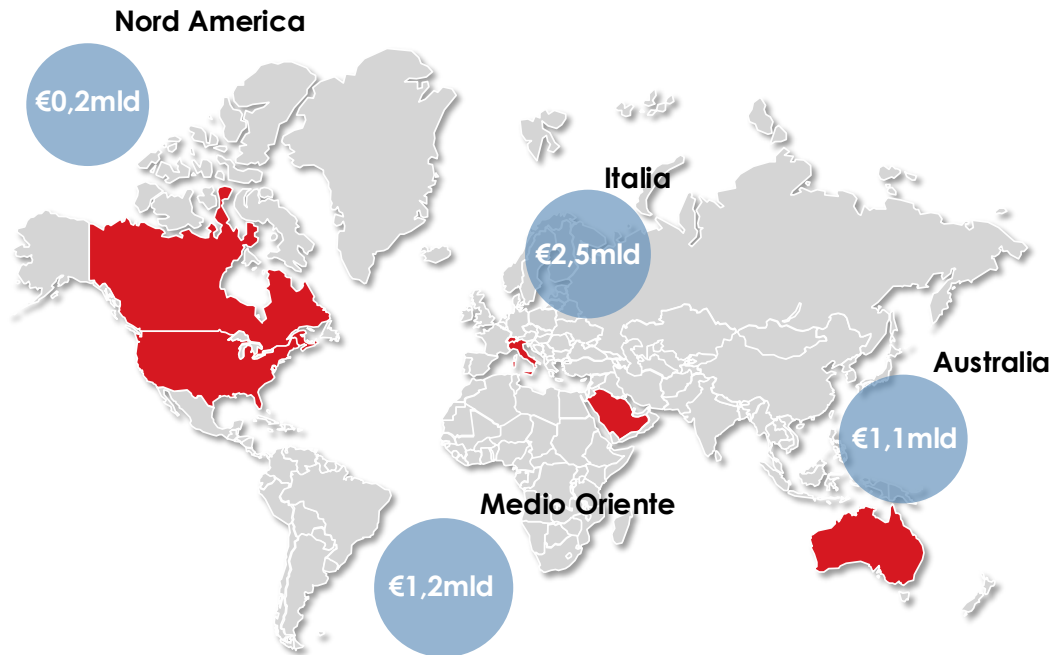 Nord America
€0,2mld
Italia
€2,5mld
Australia
€1,1mld
Medio Oriente
€1,2mld